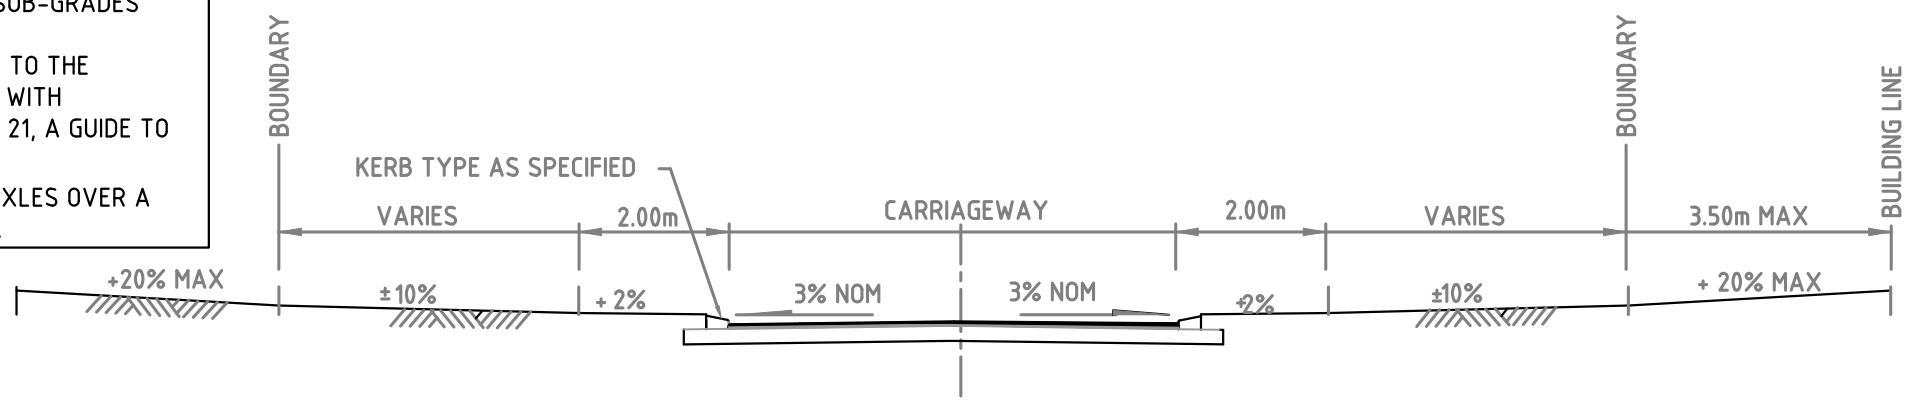 SUB-GRADES
TO THE
WITH
21, A GUIDE TO
XLES OVER A
BOUNDARY
BOUNDARY
BUILDING LINE
KERB TYPE AS SPECIFIED
VARIES
2.00m
CARRIAGEWAY
2.00m
VARIES
3.50m MAX
+20% MAX
±10%
+ 2%
3% NOM
3% NOM
+2%
±10%
+ 20% MAX